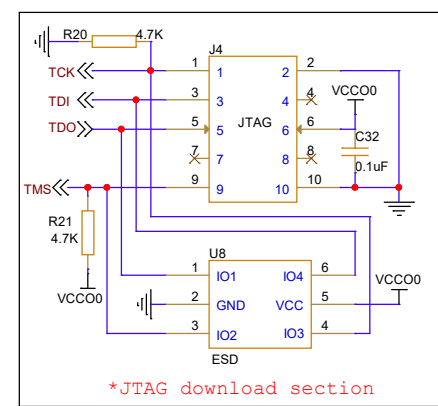 R20 4.7K
J4
TCK 1 1 2 2
VCCO0
TDI 3 3 4 4
TDO 5 5 JTAG 6 6
C32
7 7 8 8
0.1uF
TMS 9 9 10 10
R21
4.7K
U8
VCCO0
1 IO1 IO4 6
VCCO0
2 GND VCC 5
3 IO2 IO3 4
ESD
*JTAG download section